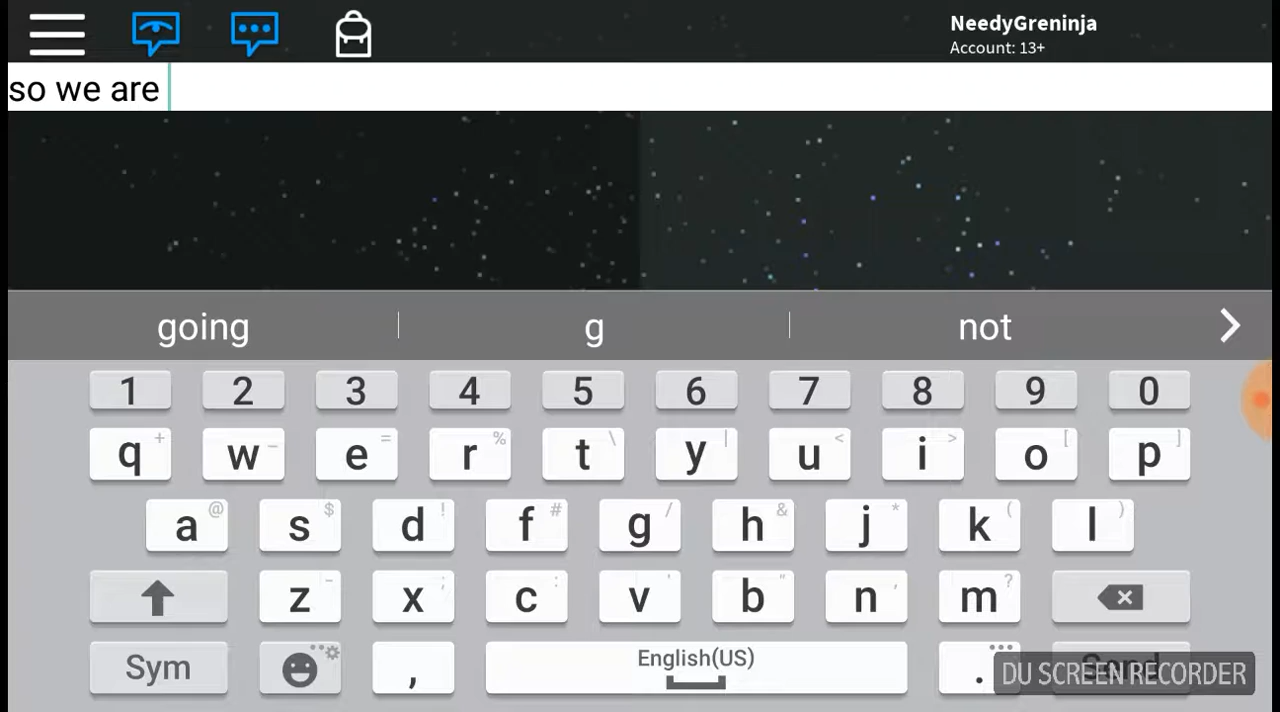 NeedyGreninja
Account: 13+
so we are
going g not
1 2 3 4 5 6 7 8 9 0
q + w _ e = r % t \ y | u < i > o [ p ]
a @ s $ d ! f # g / h & j * k ( l )
z - x ; c : v ' b " n , m ?
Sym , English(US) . Send
DU SCREEN RECORDER